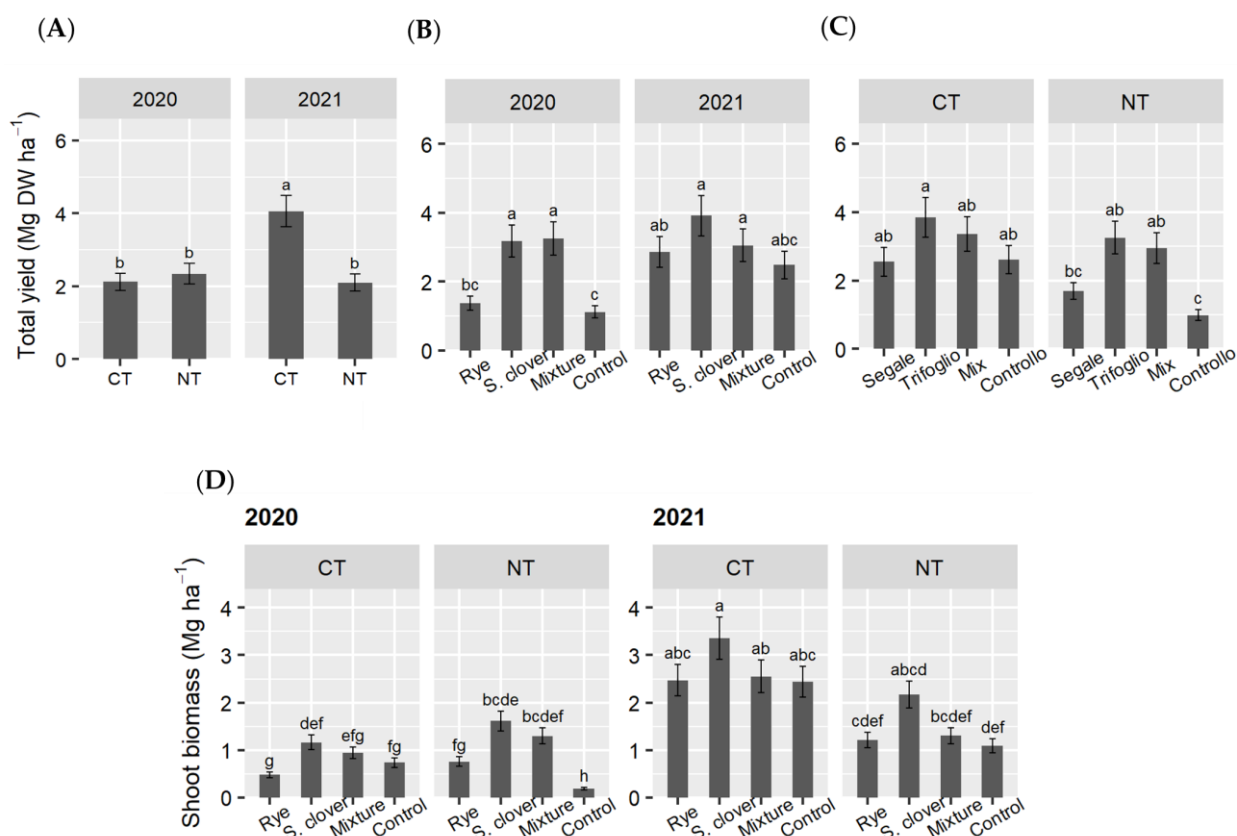 (A)
(B)
(C)
Total yield (Mg DW ha⁻¹)
2020 2021
6
4
2
0
b b a b
CT NT CT NT
2020 2021
6
4
2
0
bc a a c ab a a abc
Rye S. clover Mixture Control Rye S. clover Mixture Control
CT NT
6
4
2
0
ab a ab ab bc ab ab c
Segale Trifoglio Mix Controllo Segale Trifoglio Mix Controllo
(D)
2020
Shoot biomass (Mg ha⁻¹)
CT NT
4
3
2
1
0
g def efg fg fg bcde bcdef h
Rye S. clover Mixture Control Rye S. clover Mixture Control
2021
CT NT
4
3
2
1
0
abc a ab abc cdef abcd bcdef def
Rye S. clover Mixture Control Rye S. clover Mixture Control